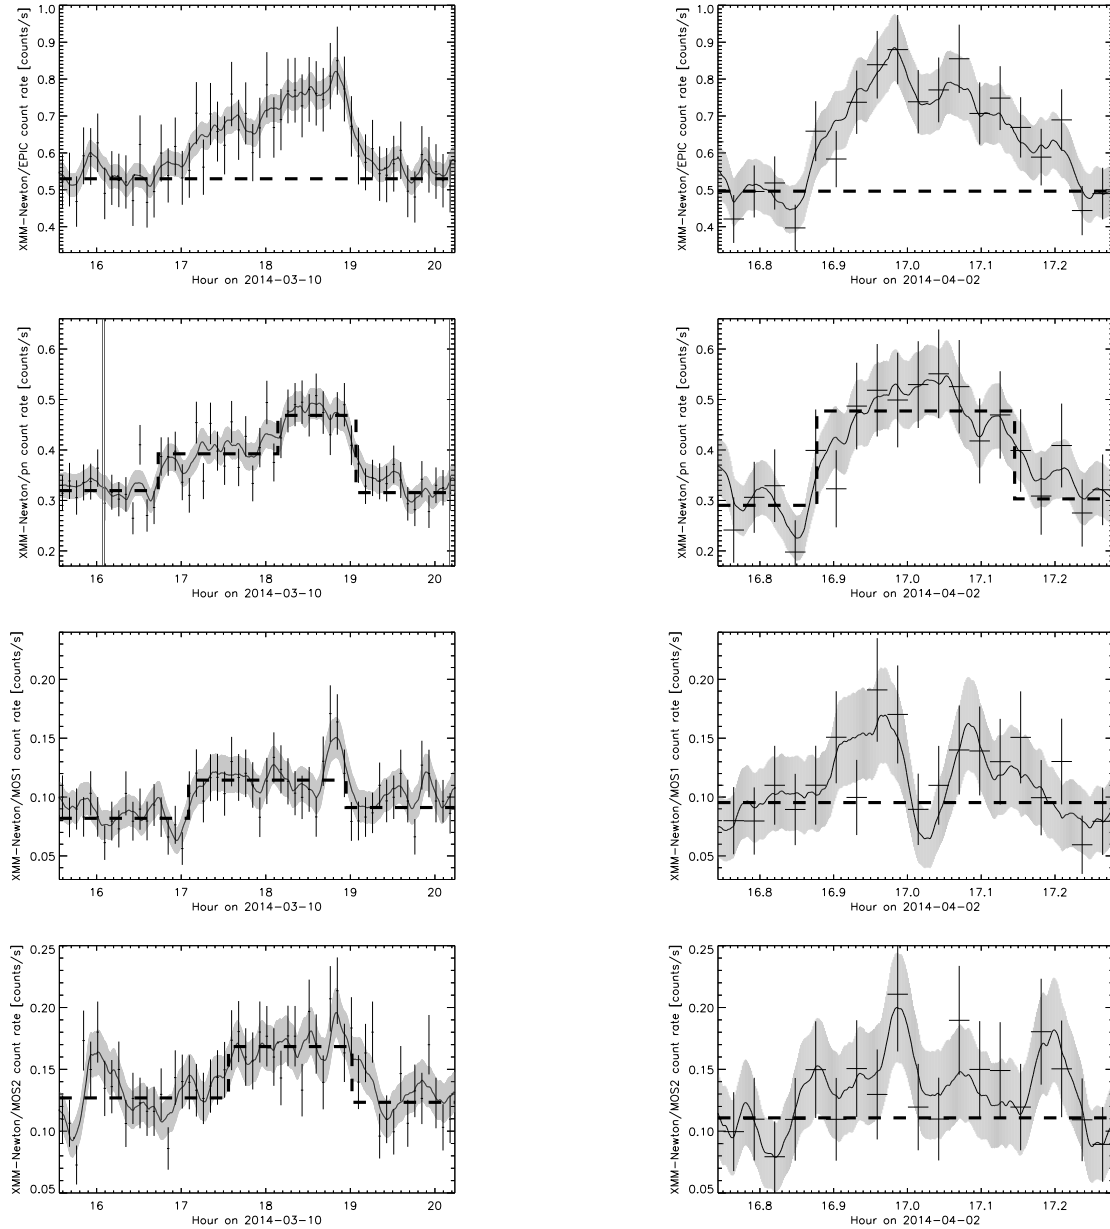 XMM-Newton/EPIC count rate [counts/s]
1.0
0.9
0.8
0.7
0.6
0.5
0.4
16 17 18 19 20
Hour on 2014-03-10
XMM-Newton/EPIC count rate [counts/s]
1.0
0.9
0.8
0.7
0.6
0.5
0.4
16.8 16.9 17.0 17.1 17.2
Hour on 2014-04-02
XMM-Newton/pn count rate [counts/s]
0.6
0.5
0.4
0.3
0.2
16 17 18 19 20
Hour on 2014-03-10
XMM-Newton/pn count rate [counts/s]
0.6
0.5
0.4
0.3
0.2
16.8 16.9 17.0 17.1 17.2
Hour on 2014-04-02
XMM-Newton/MOS1 count rate [counts/s]
0.20
0.15
0.10
0.05
16 17 18 19 20
Hour on 2014-03-10
XMM-Newton/MOS1 count rate [counts/s]
0.20
0.15
0.10
0.05
16.8 16.9 17.0 17.1 17.2
Hour on 2014-04-02
XMM-Newton/MOS2 count rate [counts/s]
0.25
0.20
0.15
0.10
0.05
16 17 18 19 20
Hour on 2014-03-10
XMM-Newton/MOS2 count rate [counts/s]
0.25
0.20
0.15
0.10
0.05
16.8 16.9 17.0 17.1 17.2
Hour on 2014-04-02